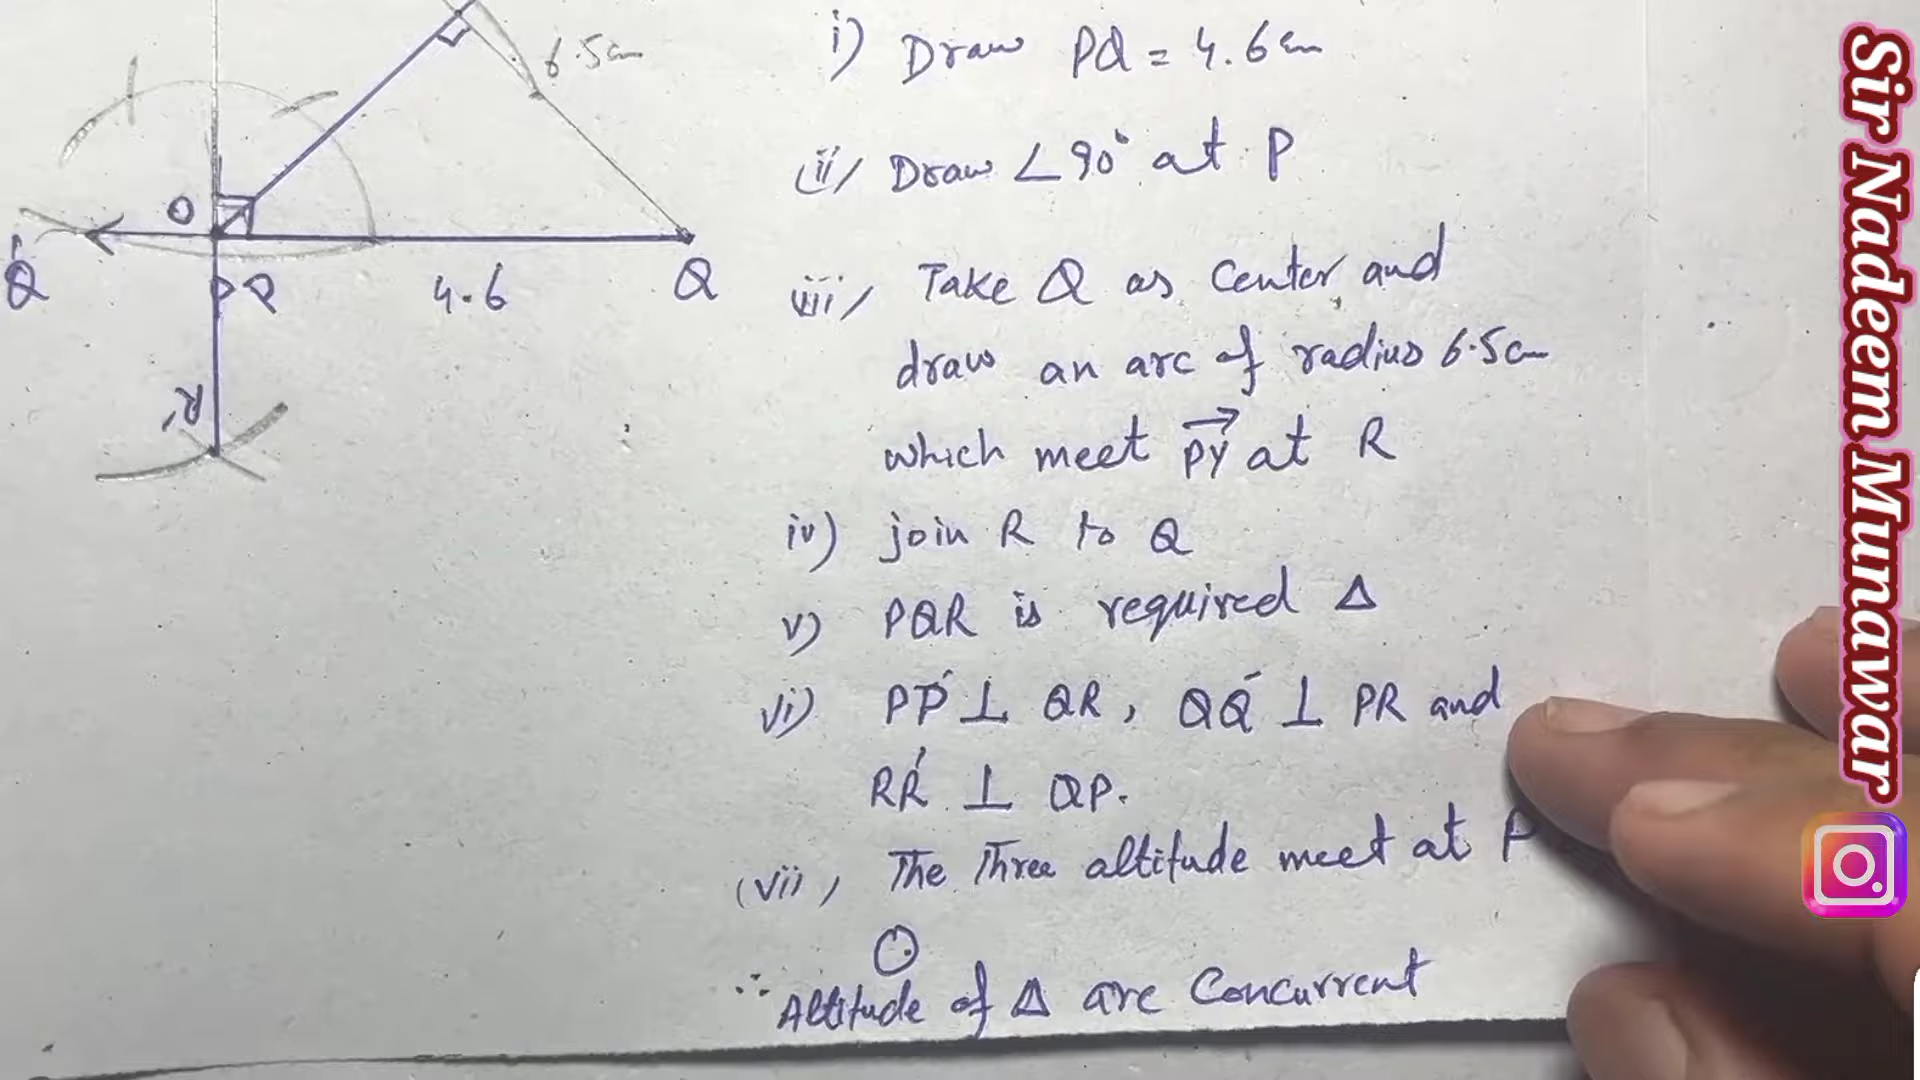 6.5cm
O
Q'
P
4.6
Q
R'
i) Draw PQ = 4.6cm
(ii) Draw ∠90° at P
iii) Take Q as Center and
draw an arc of radius 6.5cm
which meet PY→ at R
iv) join R to Q
v) PQR is required Δ
vi) PP' ⊥ QR, QQ' ⊥ PR and
RR' ⊥ QP.
(vii) The Three altitude meet at P
O
∴ Altitude of Δ are Concurrent
Sir Nadeem Munawar